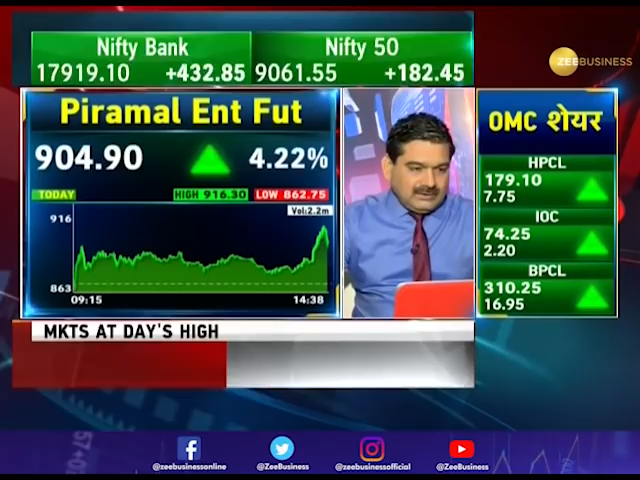 Nifty Bank
17919.10 +432.85
Nifty 50
9061.55 +182.45
ZEEBUSINESS
Piramal Ent Fut
904.90 4.22%
TODAY HIGH 916.30 LOW 862.75
Vol:2.2m
916
863
09:15 14:38
OMC शेयर
HPCL
179.10
7.75
IOC
74.25
2.20
BPCL
310.25
16.95
MKTS AT DAY'S HIGH
@zeebusinessonline @ZeeBusiness @zeebusinessofficial @ZeeBusiness